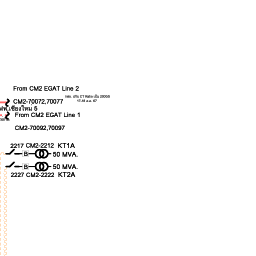 From CM2 EGAT Line 2
CM2-70072,70077
From CM2 EGAT Line 1
CM2-70092,70097
2217 CM2-2212 KT1A
B
50 MVA.
B
50 MVA.
2227 CM2-2222 KT2A